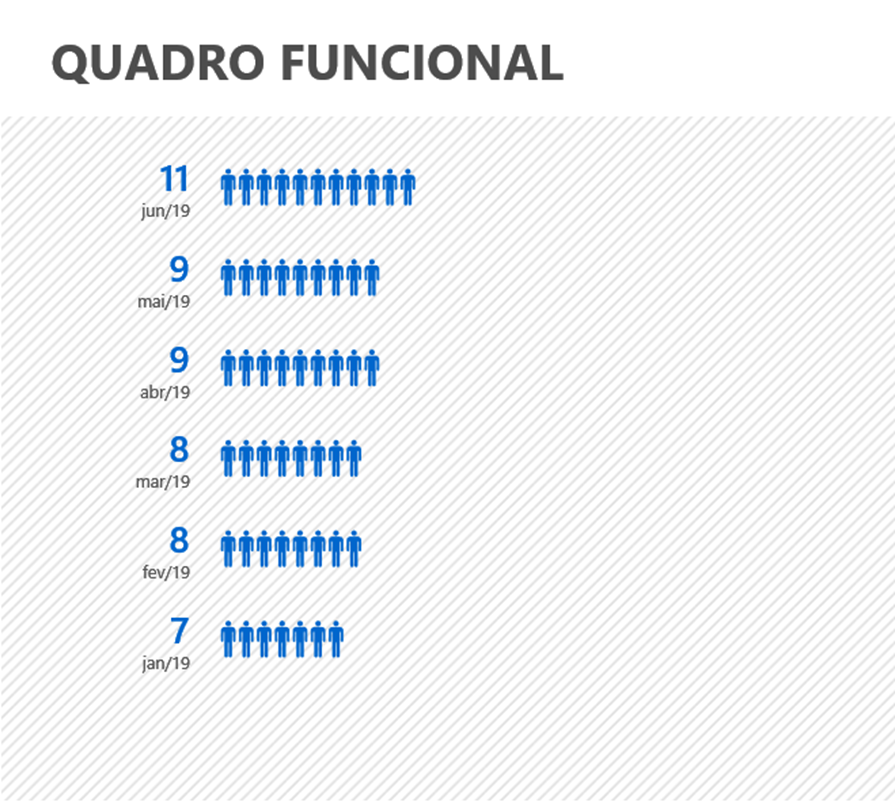 QUADRO FUNCIONAL
11
jun/19
9
mai/19
9
abr/19
8
mar/19
8
fev/19
7
jan/19